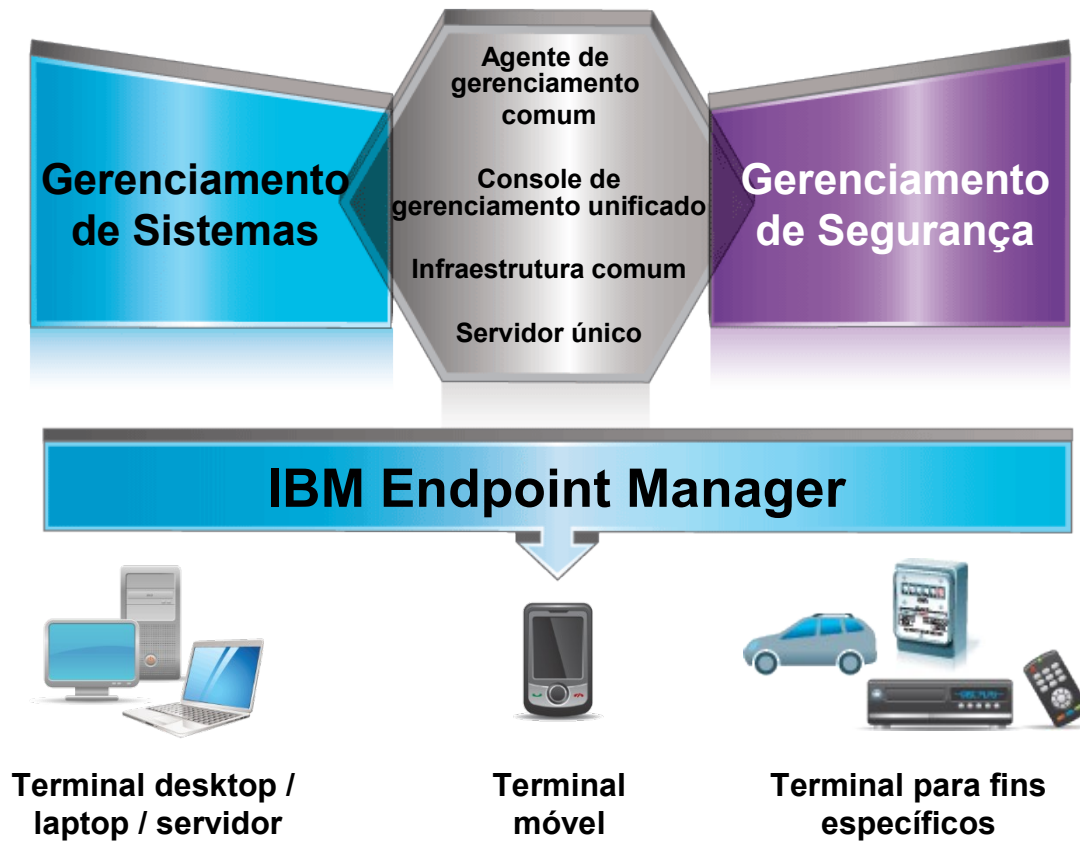 Agente de
gerenciamento
comum
Gerenciamento
de Sistemas
Console de
gerenciamento unificado
Gerenciamento
de Segurança
Infraestrutura comum
Servidor único
IBM Endpoint Manager
Terminal desktop /
laptop / servidor
Terminal
móvel
Terminal para fins
específicos